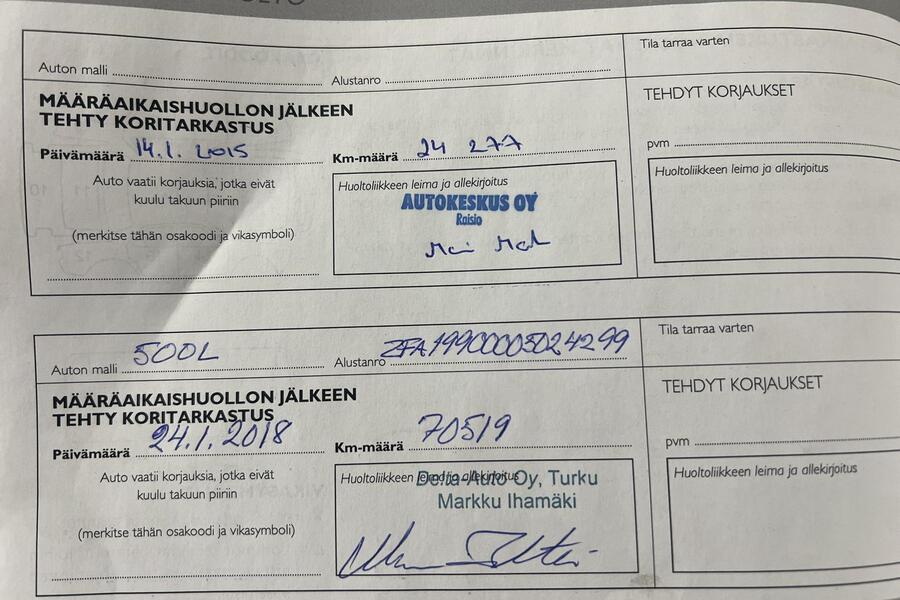 Auton malli Alustanro
Tila tarraa varten
MÄÄRÄAIKAISHUOLLON JÄLKEEN
TEHTY KORITARKASTUS
Päivämäärä 14.1. 2015 Km-määrä 24 277
Auto vaatii korjauksia, jotka eivät
kuulu takuun piiriin
(merkitse tähän osakoodi ja vikasymboli)
Huoltoliikkeen leima ja allekirjoitus
AUTOKESKUS OY
Raisio
TEHDYT KORJAUKSET
pvm
Huoltoliikkeen leima ja allekirjoitus
Auton malli 500L Alustanro ZFA19900005024299
Tila tarraa varten
MÄÄRÄAIKAISHUOLLON JÄLKEEN
TEHTY KORITARKASTUS
Päivämäärä 24.1.2018 Km-määrä 70519
Auto vaatii korjauksia, jotka eivät
kuulu takuun piiriin
(merkitse tähän osakoodi ja vikasymboli)
Huoltoliikkeen leima ja allekirjoitus
Delta-Auto Oy, Turku
Markku Ihamäki
TEHDYT KORJAUKSET
pvm
Huoltoliikkeen leima ja allekirjoitus